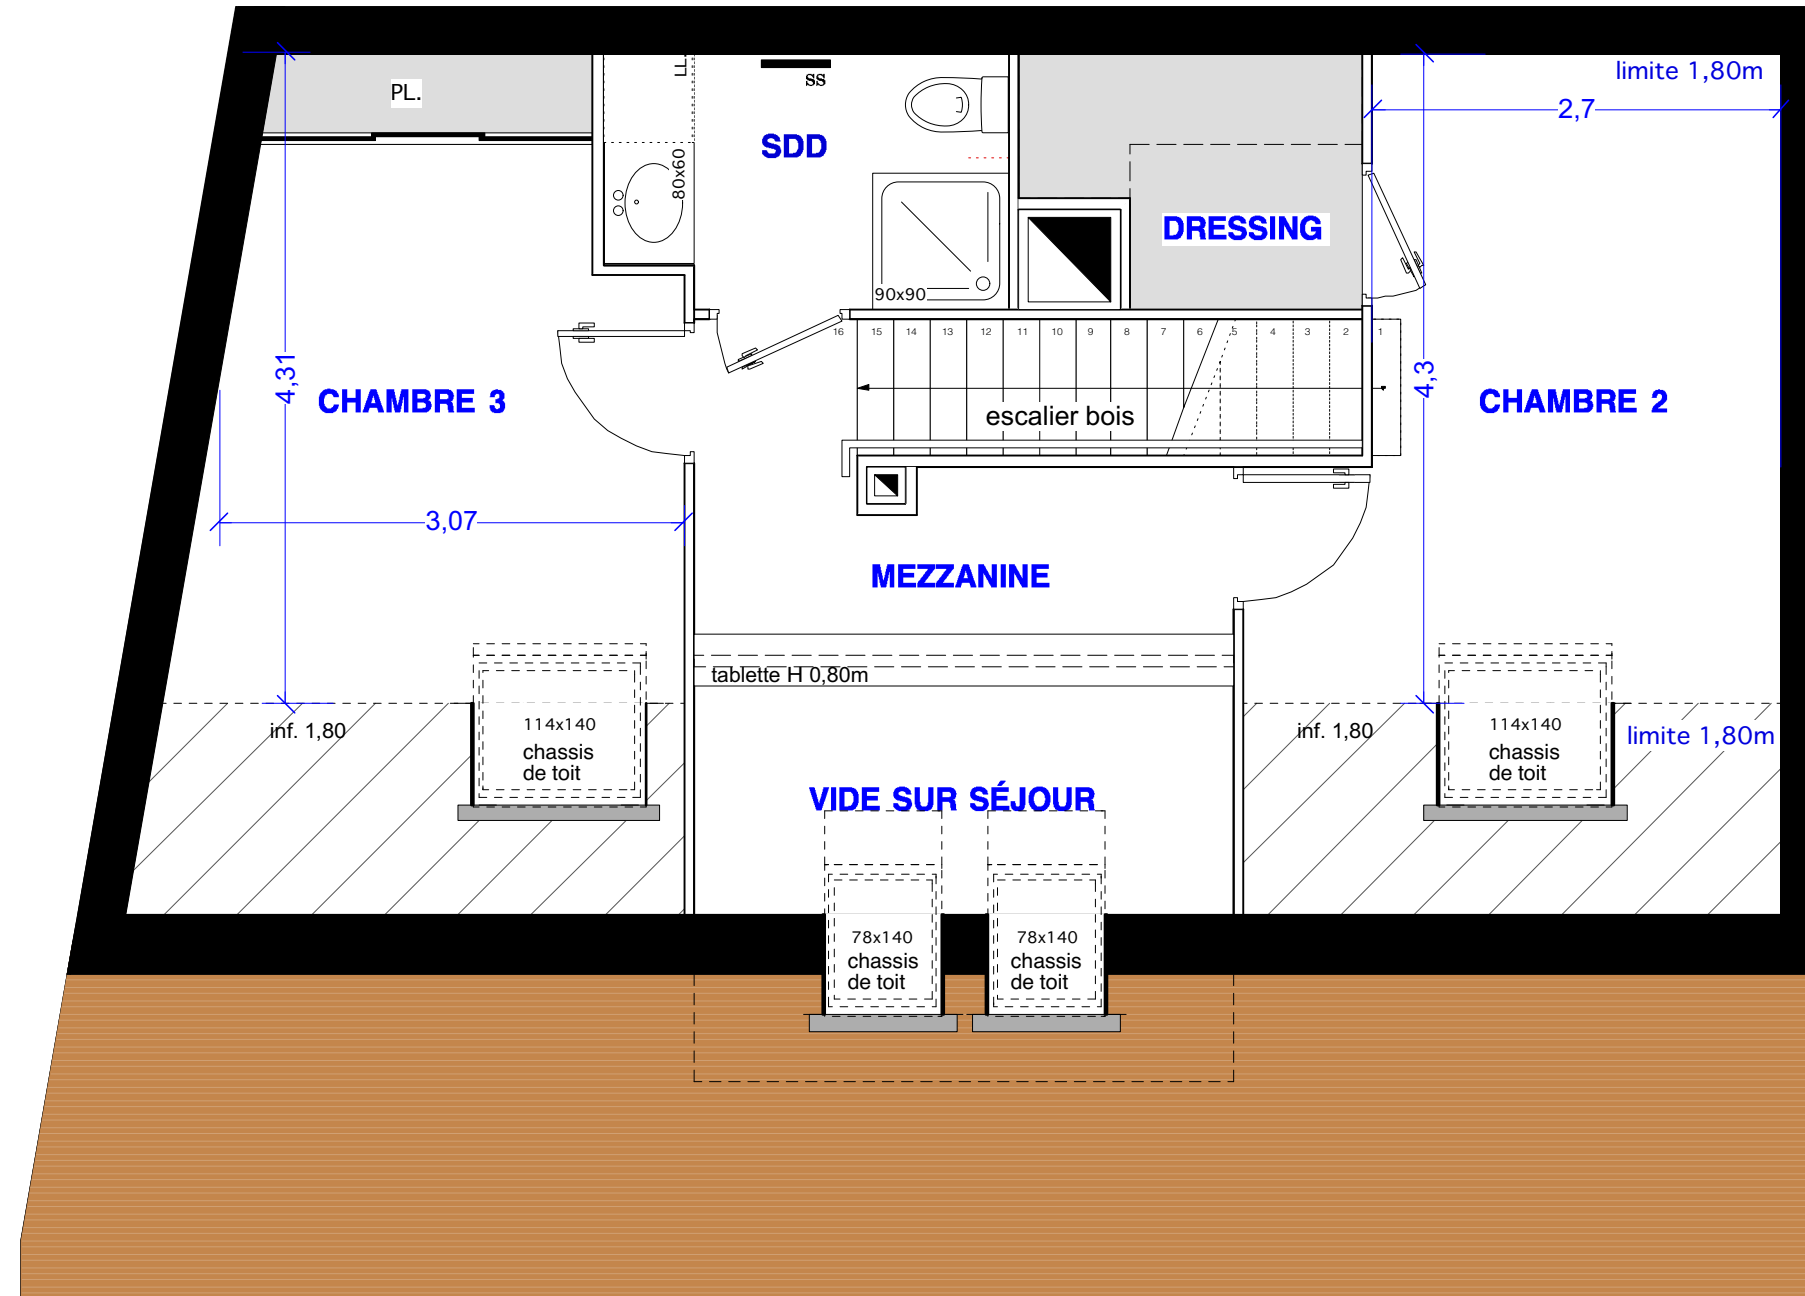 limite 1,80m
PL.
LL
ss
2,7
SDD
80x60
DRESSING
90x90
16 15 14 13 12 11 10 9 8 7 6 5 4 3 2 1
4,31
4,3
CHAMBRE 3
escalier bois
CHAMBRE 2
3,07
MEZZANINE
tablette H 0,80m
inf. 1,80
114x140
chassis
de toit
inf. 1,80
114x140
chassis
de toit
limite 1,80m
VIDE SUR SÉJOUR
78x140
chassis
de toit
78x140
chassis
de toit